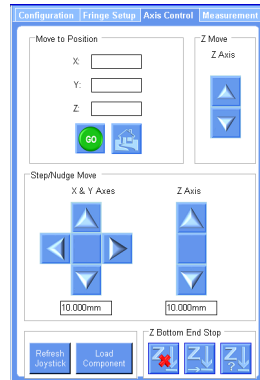 Configuration Fringe Setup Axis Control Measurement
Move to Position
X:
Y:
Z:
GO
Z Move
Z Axis
Step/Nudge Move
X & Y Axes
Z Axis
10.000mm
10.000mm
Refresh
Joystick
Load
Component
Z Bottom End Stop
Z
Z
Z
?